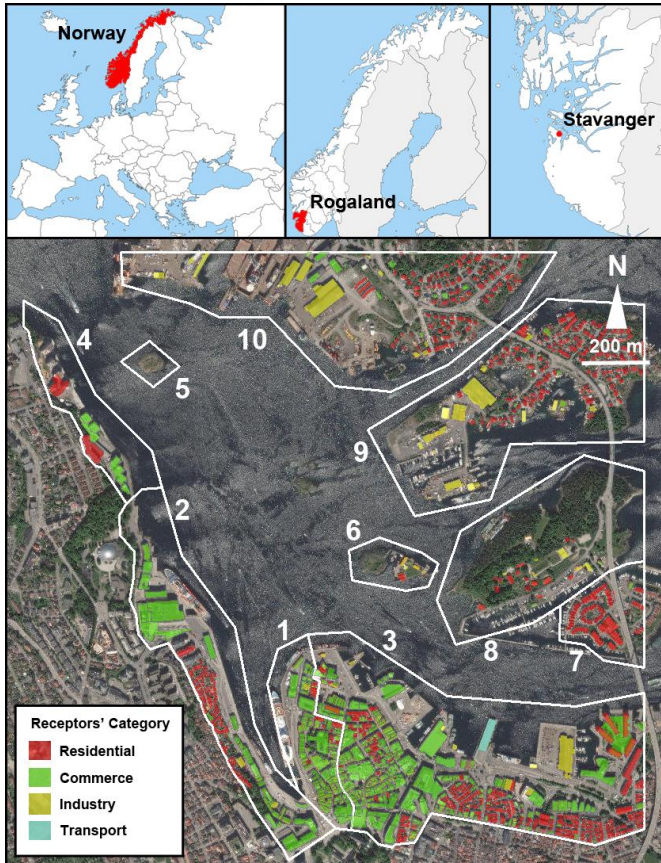 Norway
Rogaland
Stavanger
N
200 m
4
5
10
9
2
6
1
3
8
7
Receptors' Category
Residential
Commerce
Industry
Transport